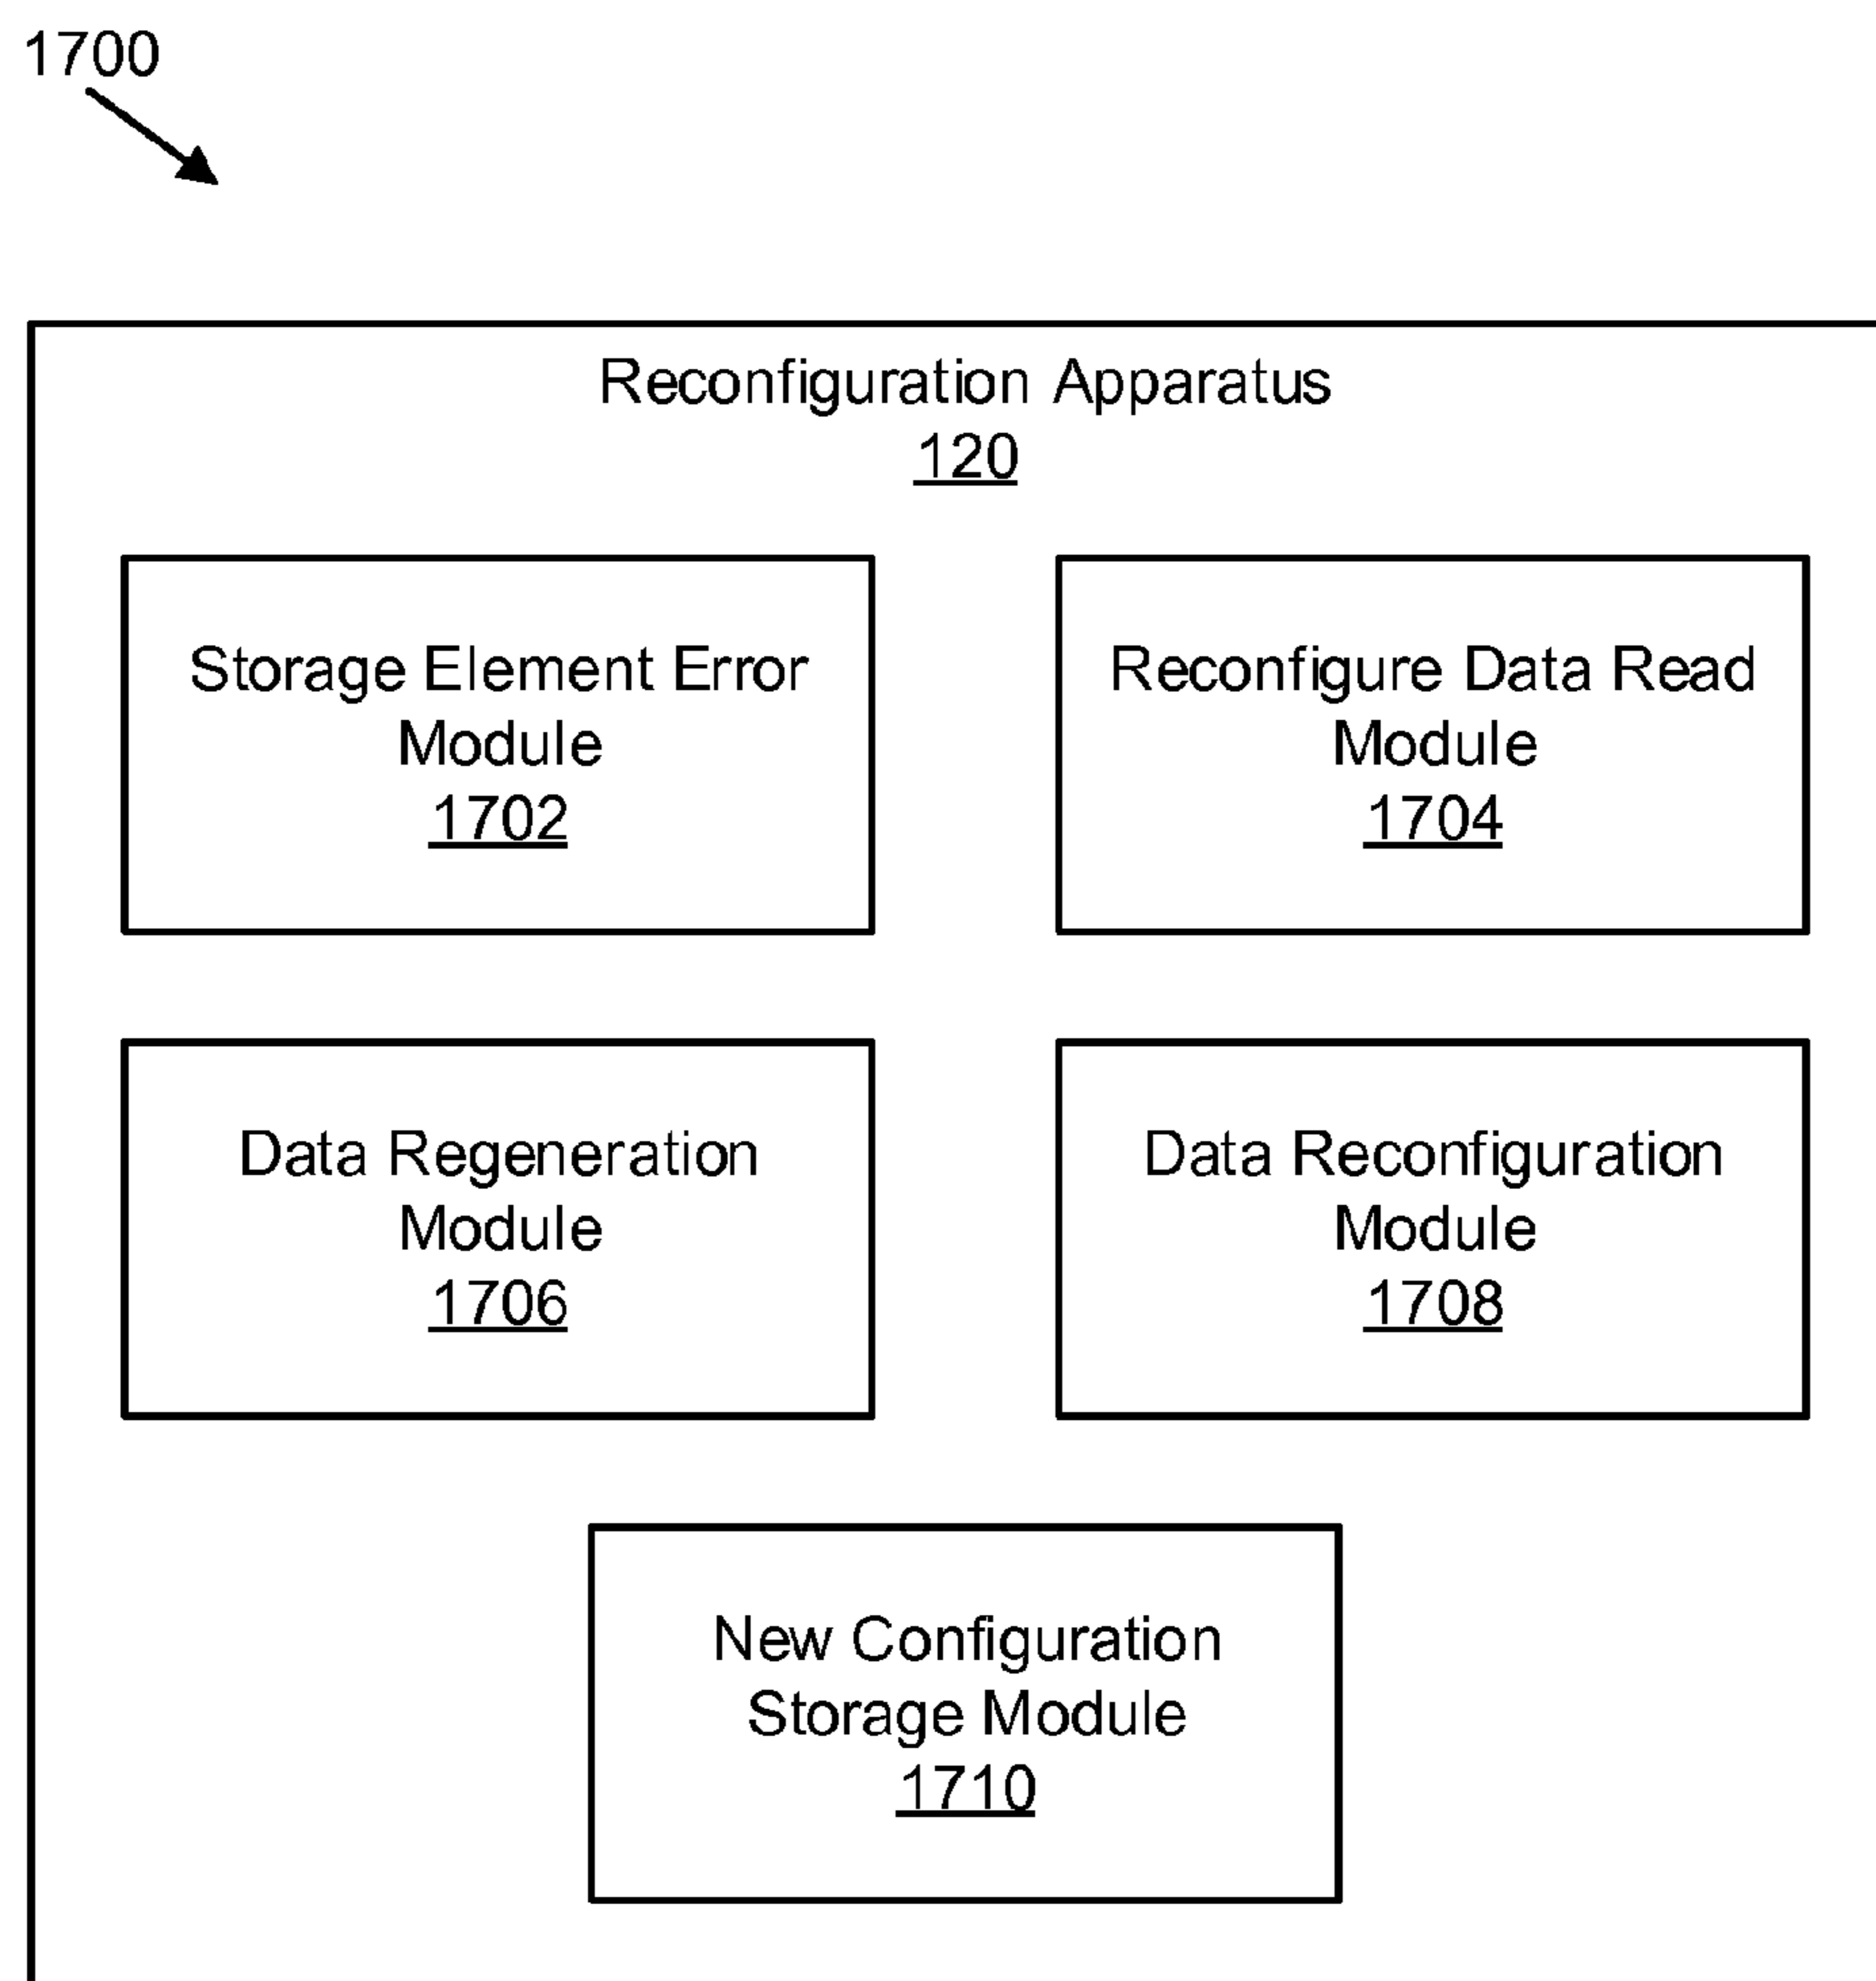 1700
Reconfiguration Apparatus
120
Storage Element Error
Module
1702
Reconfigure Data Read
Module
1704
Data Regeneration
Module
1706
Data Reconfiguration
Module
1708
New Configuration
Storage Module
1710